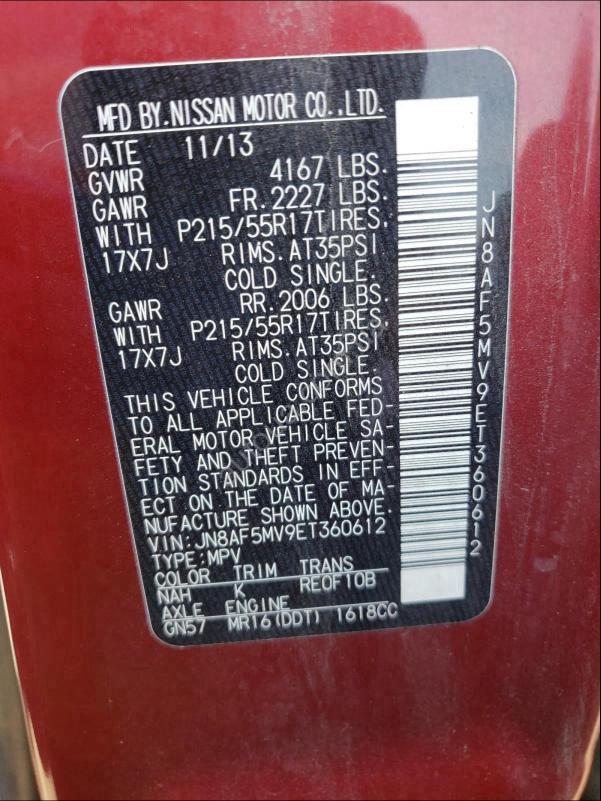 MFD BY. NISSAN MOTOR CO., LTD.
DATE 11/13
GVWR 4167 LBS.
GAWR FR. 2227 LBS.
WITH P215/55R17TIRES.
17X7J RIMS. AT35PSI
COLD SINGLE.
GAWR RR. 2006 LBS.
WITH P215/55R17TIRES.
17X7J RIMS. AT35PSI
COLD SINGLE.
THIS VEHICLE CONFORMS
TO ALL APPLICABLE FED-
ERAL MOTOR VEHICLE SA-
FETY AND THEFT PREVEN-
TION STANDARDS IN EFF-
ECT ON THE DATE OF MA-
NUFACTURE SHOWN ABOVE.
VIN: JN8AF5MV9ET360612
TYPE: MPV
COLOR TRIM TRANS
NAH K RE0F10B
AXLE ENGINE
GN57 MR16 (DDT) 1618CC
JN8AF5MV9ET360612